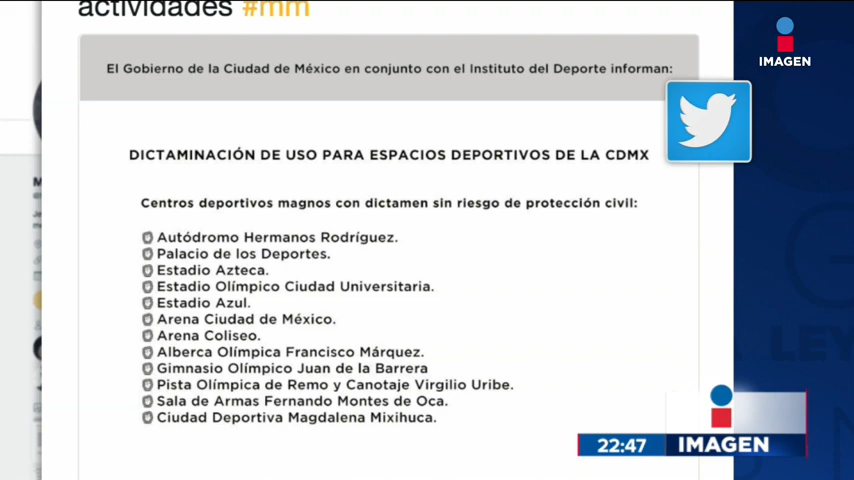 actividades #mm
El Gobierno de la Ciudad de México en conjunto con el Instituto del Deporte informan:
IMAGEN
DICTAMINACIÓN DE USO PARA ESPACIOS DEPORTIVOS DE LA CDMX
Centros deportivos magnos con dictamen sin riesgo de protección civil:
Autódromo Hermanos Rodríguez.
Palacio de los Deportes.
Estadio Azteca.
Estadio Olímpico Ciudad Universitaria.
Estadio Azul.
Arena Ciudad de México.
Arena Coliseo.
Alberca Olímpica Francisco Márquez.
Gimnasio Olímpico Juan de la Barrera
Pista Olímpica de Remo y Canotaje Virgilio Uribe.
Sala de Armas Fernando Montes de Oca.
Ciudad Deportiva Magdalena Mixihuca.
22:47 IMAGEN